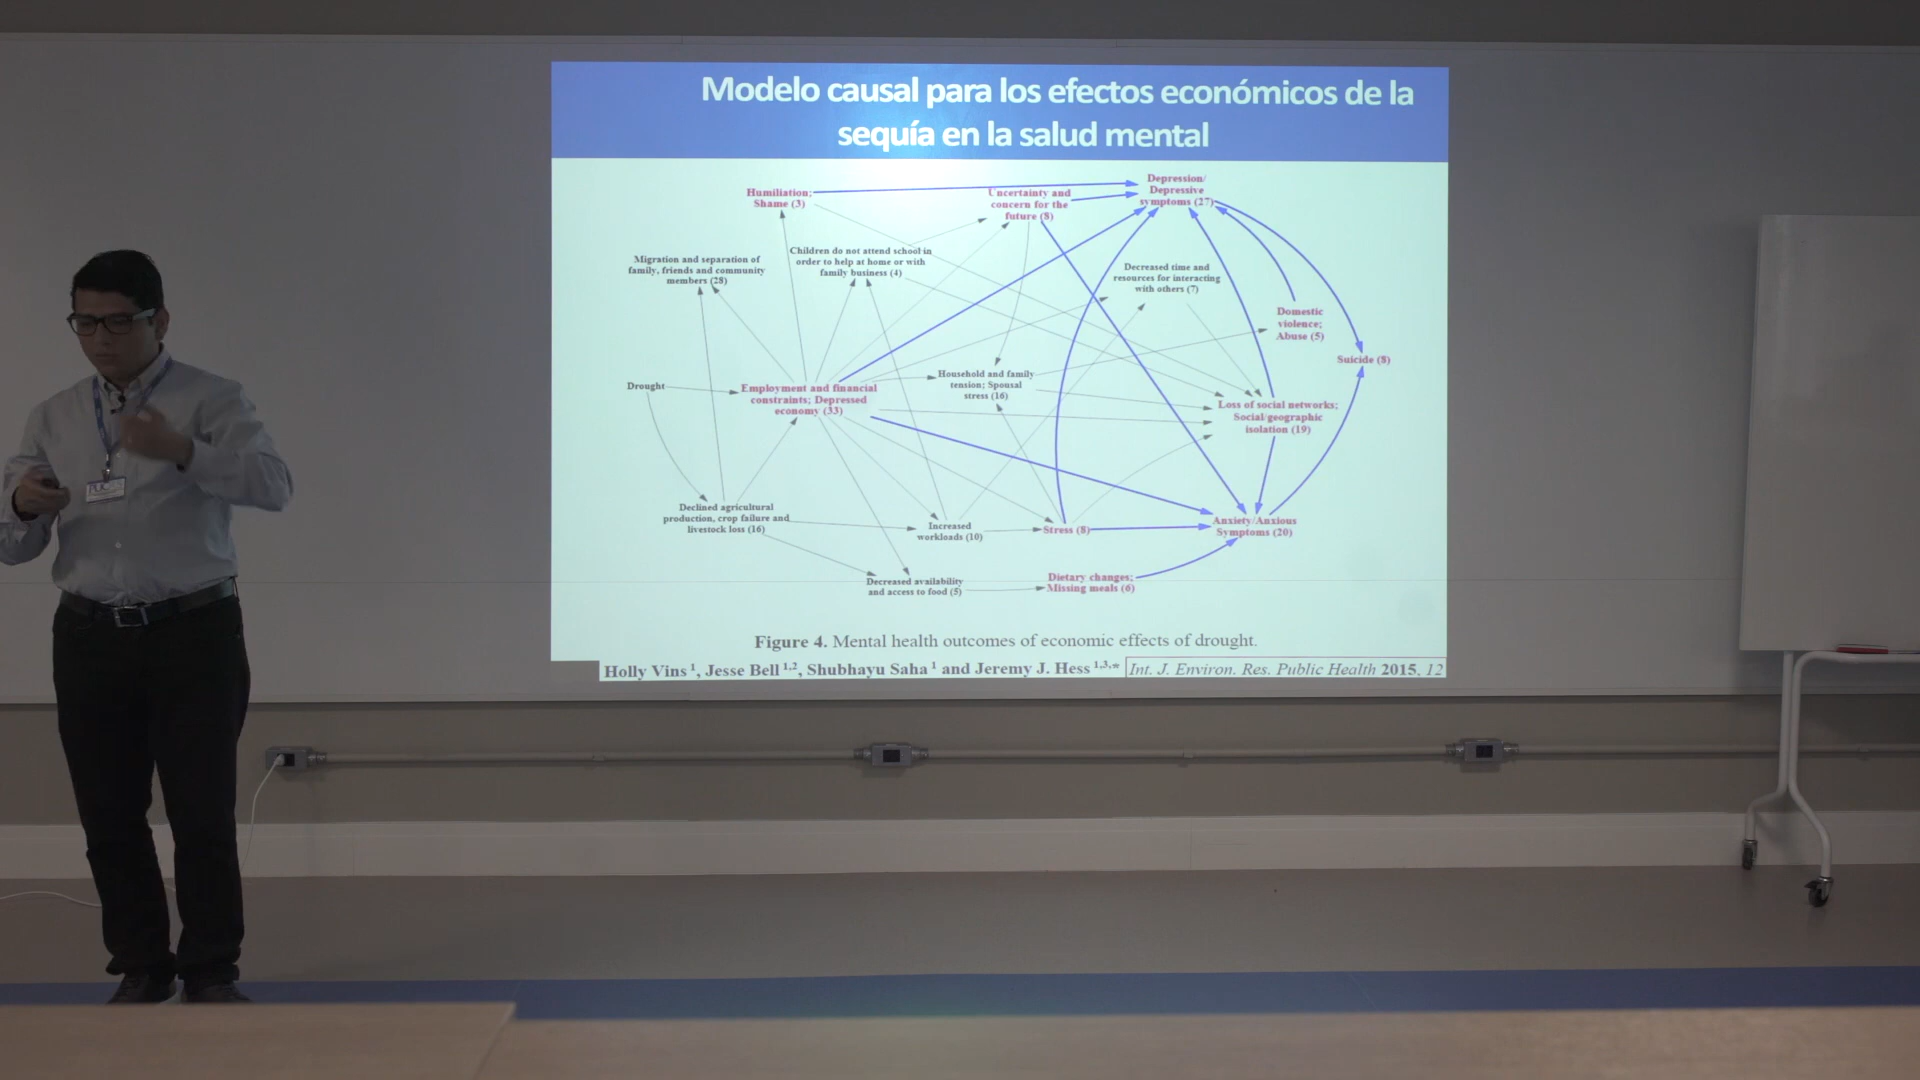 Modelo causal para los efectos económicos de la
sequía en la salud mental
Humiliation;
Shame (3)
Uncertainty and
concern for the
future (8)
Depression/
Depressive
symptoms (27)
Migration and separation of
family, friends and community
members (28)
Children do not attend school in
order to help at home or with
family business (4)
Decreased time and
resources for interacting
with others (7)
Domestic
violence;
Abuse (5)
Suicide (8)
Drought
Employment and financial
constraints; Depressed
economy (33)
Household and family
tension; Spousal
stress (16)
Loss of social networks;
Social/geographic
isolation (19)
Declined agricultural
production, crop failure and
livestock loss (16)
Increased
workloads (10)
Stress (8)
Anxiety/Anxious
Symptoms (20)
Decreased availability
and access to food (5)
Dietary changes;
Missing meals (6)
Figure 4. Mental health outcomes of economic effects of drought.
Holly Vins 1, Jesse Bell 1,2, Shubhayu Saha 1 and Jeremy J. Hess 1,3,* Int. J. Environ. Res. Public Health 2015, 12